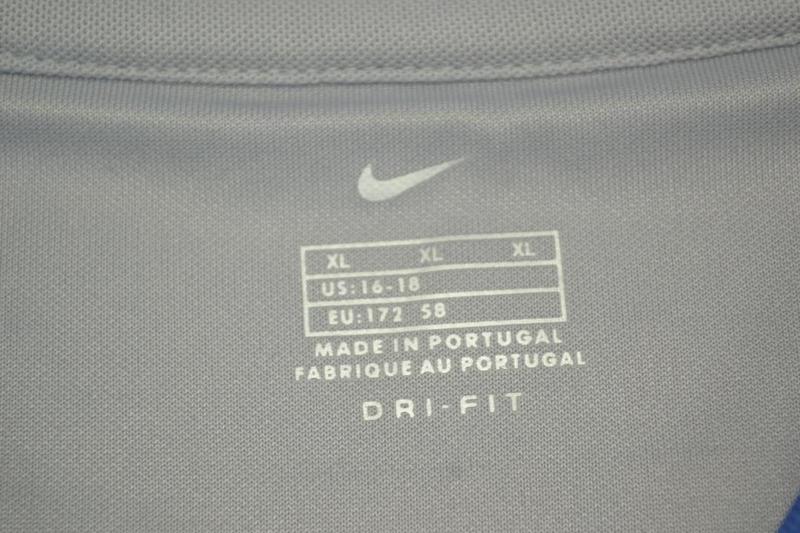 XL XL XL
US:16-18
EU:172 58
MADE IN PORTUGAL
FABRIQUE AU PORTUGAL
DRI-FIT